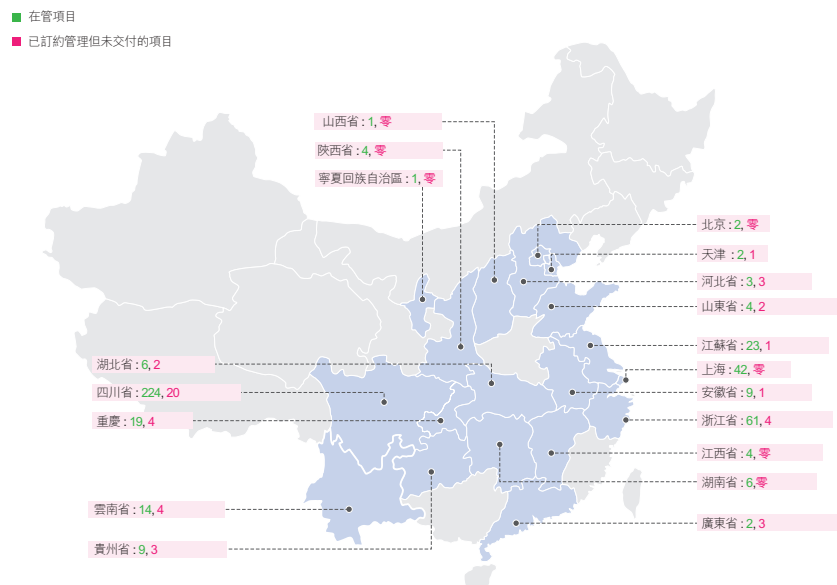 在管項目
已訂約管理但未交付的項目
山西省 : 1, 零
陝西省 : 4, 零
寧夏回族自治區 : 1, 零
北京 : 2, 零
天津 : 2, 1
河北省 : 3, 3
山東省 : 4, 2
江蘇省 : 23, 1
上海 : 42, 零
安徽省 : 9, 1
浙江省 : 61, 4
江西省 : 4, 零
湖南省 : 6,零
廣東省 : 2, 3
湖北省 : 6, 2
四川省 : 224, 20
重慶 : 19, 4
雲南省 : 14, 4
貴州省 : 9, 3